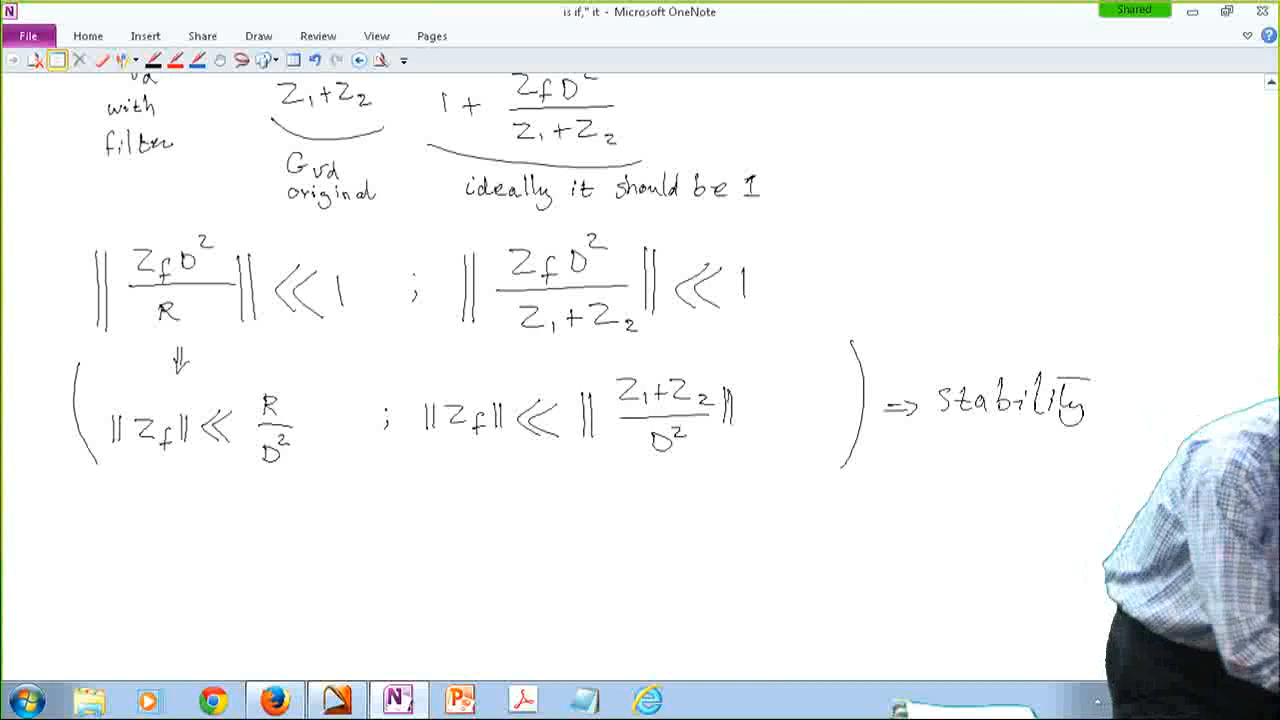 is if," it - Microsoft OneNote
Shared
File Home Insert Share Draw Review View Pages
vd
with
filter
Z₁+Z₂
1 + ZfD² / Z₁+Z₂
Gvd
original
ideally it should be 1
‖ ZfD² / R ‖ ≪ 1 ; ‖ ZfD² / Z₁+Z₂ ‖ ≪ 1
⇓
( ‖Zf‖ ≪ R / D² ; ‖Zf‖ ≪ ‖ Z₁+Z₂ / D² ‖ ) ⇒ stability